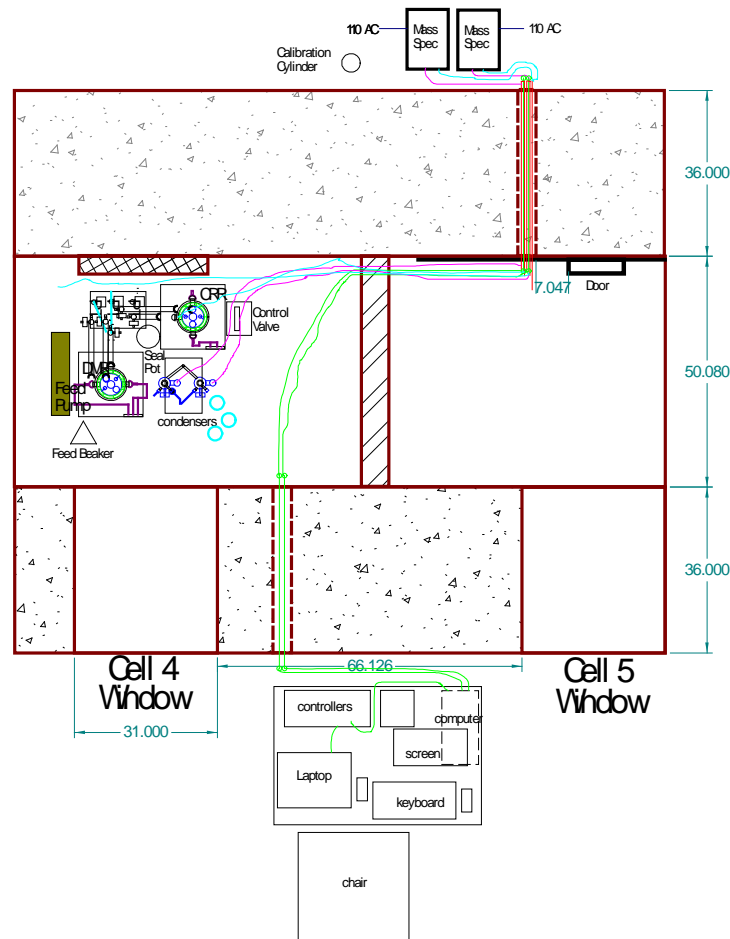 110 AC
Mass
Spec
Mass
Spec
110 AC
Calibration
Cylinder
36.000
7.047
Door
CRR
Control
Valve
Seal
Pot
DMRR
Feed
Pump
condensers
Feed Beaker
50.080
36.000
Cell 4
Window
66.126
Cell 5
Window
31.000
controllers
computer
screen
Laptop
keyboard
chair